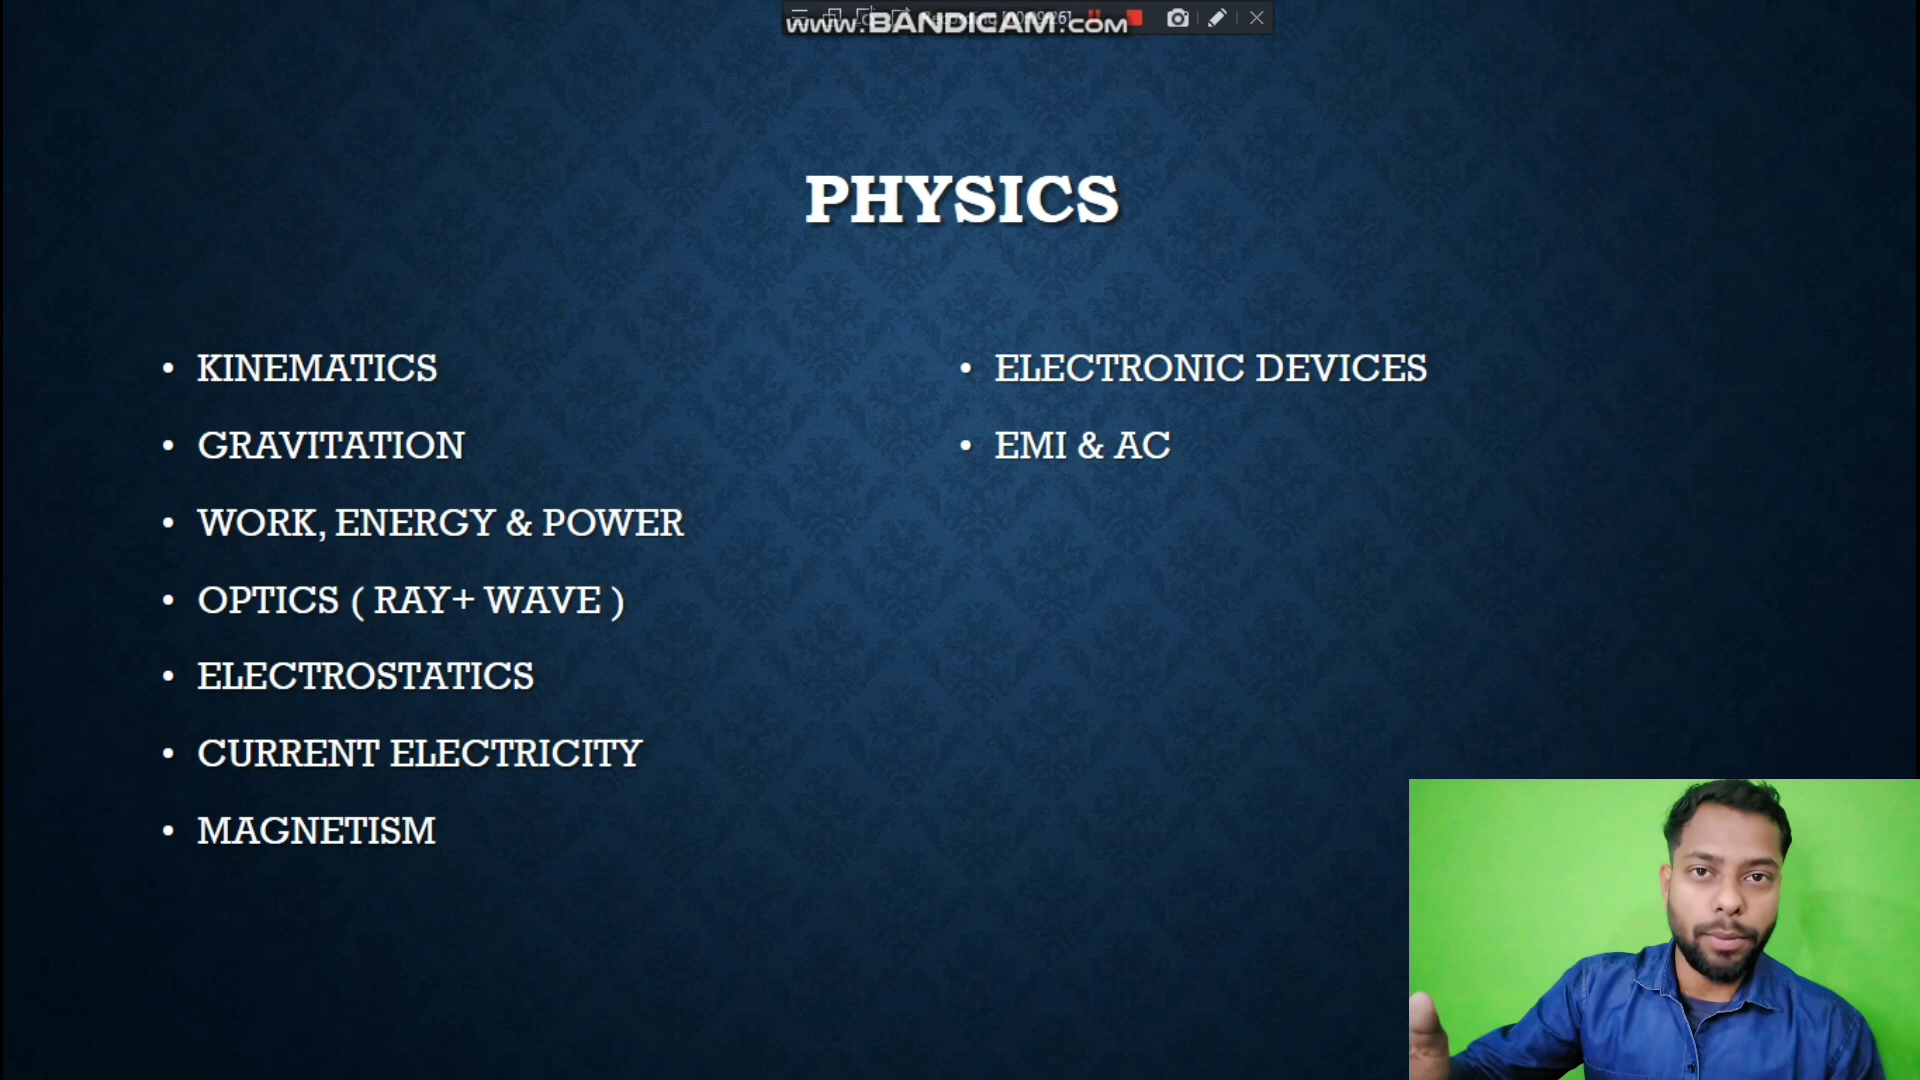 www.BANDICAM.com
PHYSICS
• KINEMATICS
• GRAVITATION
• WORK, ENERGY & POWER
• OPTICS ( RAY+ WAVE )
• ELECTROSTATICS
• CURRENT ELECTRICITY
• MAGNETISM
• ELECTRONIC DEVICES
• EMI & AC